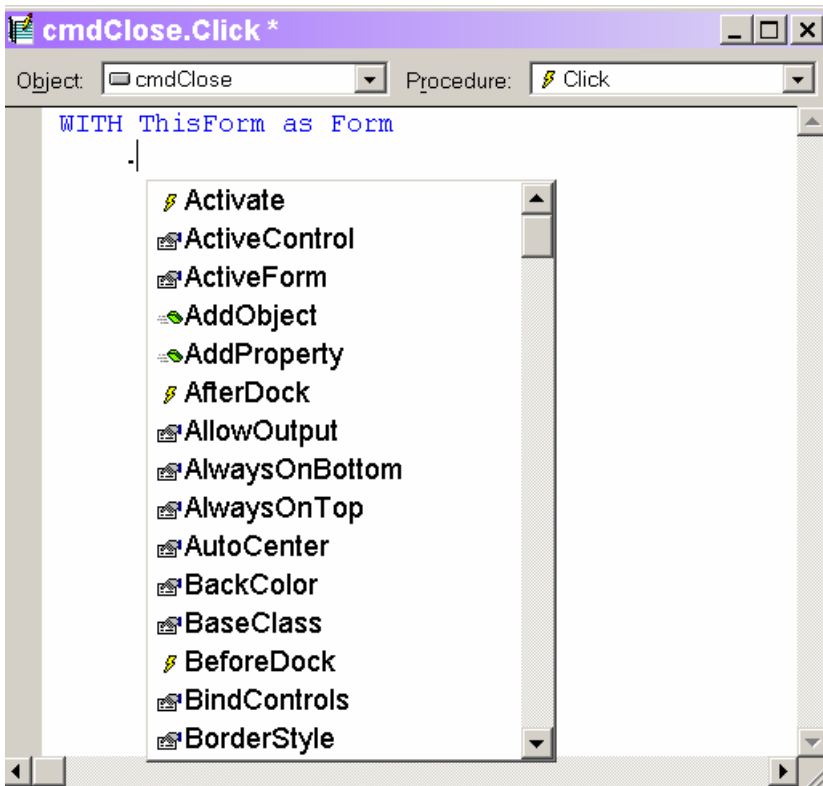 cmdClose.Click *
Object: cmdClose Procedure: Click
WITH ThisForm as Form
.
Activate
ActiveControl
ActiveForm
AddObject
AddProperty
AfterDock
AllowOutput
AlwaysOnBottom
AlwaysOnTop
AutoCenter
BackColor
BaseClass
BeforeDock
BindControls
BorderStyle